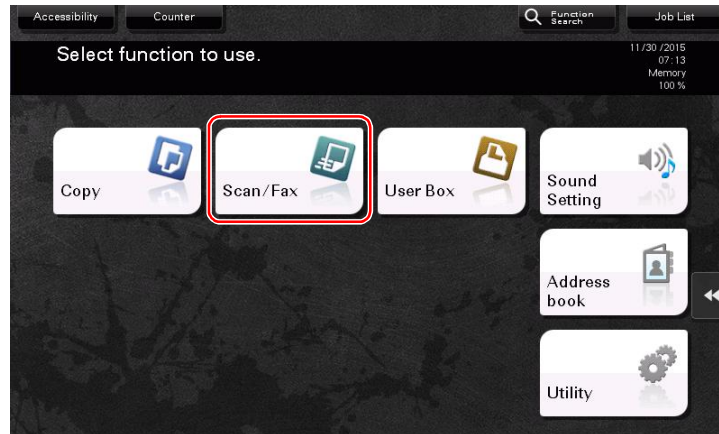 Accessibility
Counter
Function
Search
Job List
Select function to use.
11/30 /2015
07:13
Memory
100 %
Copy
Scan/Fax
User Box
Sound
Setting
Address
book
Utility